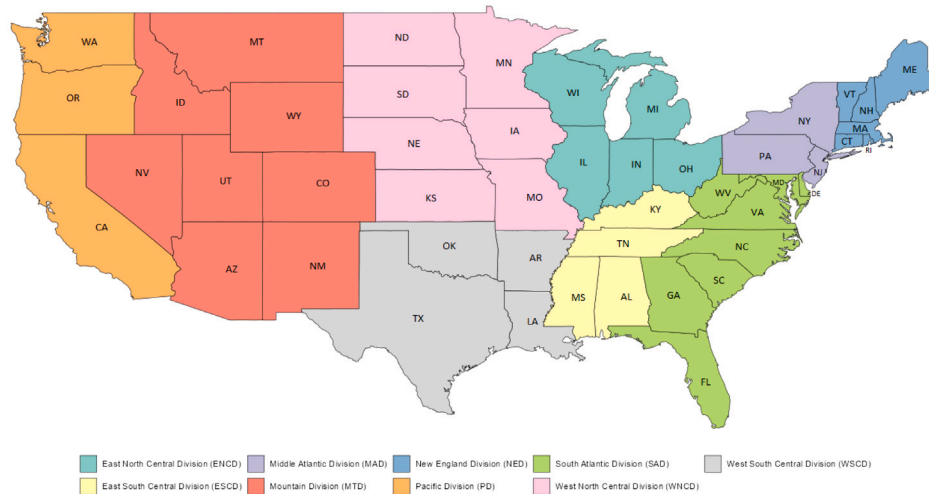 WA
MT
ND
MN
ME
OR
ID
SD
WI
MI
VT
NH
NY
MA
WY
IA
CT
RI
NE
PA
NV
UT
CO
IL
IN
OH
NJ
KS
MO
WV
MD
DE
KY
VA
CA
OK
TN
NC
AZ
NM
AR
SC
MS
AL
GA
TX
LA
FL
East North Central Division (ENCD)
Middle Atlantic Division (MAD)
New England Division (NED)
South Atlantic Division (SAD)
West South Central Division (WSCD)
East South Central Division (ESCD)
Mountain Division (MTD)
Pacific Division (PD)
West North Central Division (WNCD)